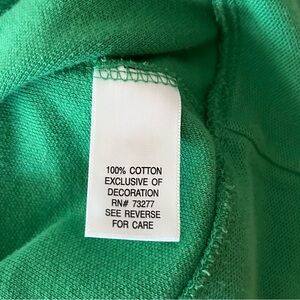 100% COTTON
EXCLUSIVE OF
DECORATION
RN# 73277
SEE REVERSE
FOR CARE